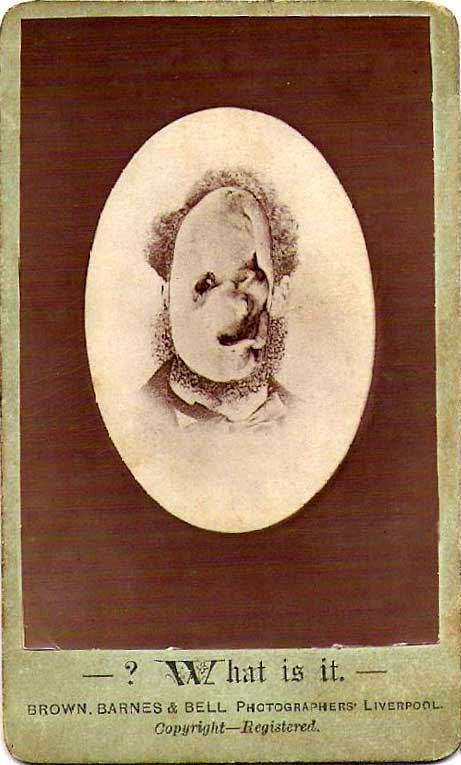 — ? What is it. —
BROWN, BARNES & BELL PHOTOGRAPHERS' LIVERPOOL.
Copyright—Registered.